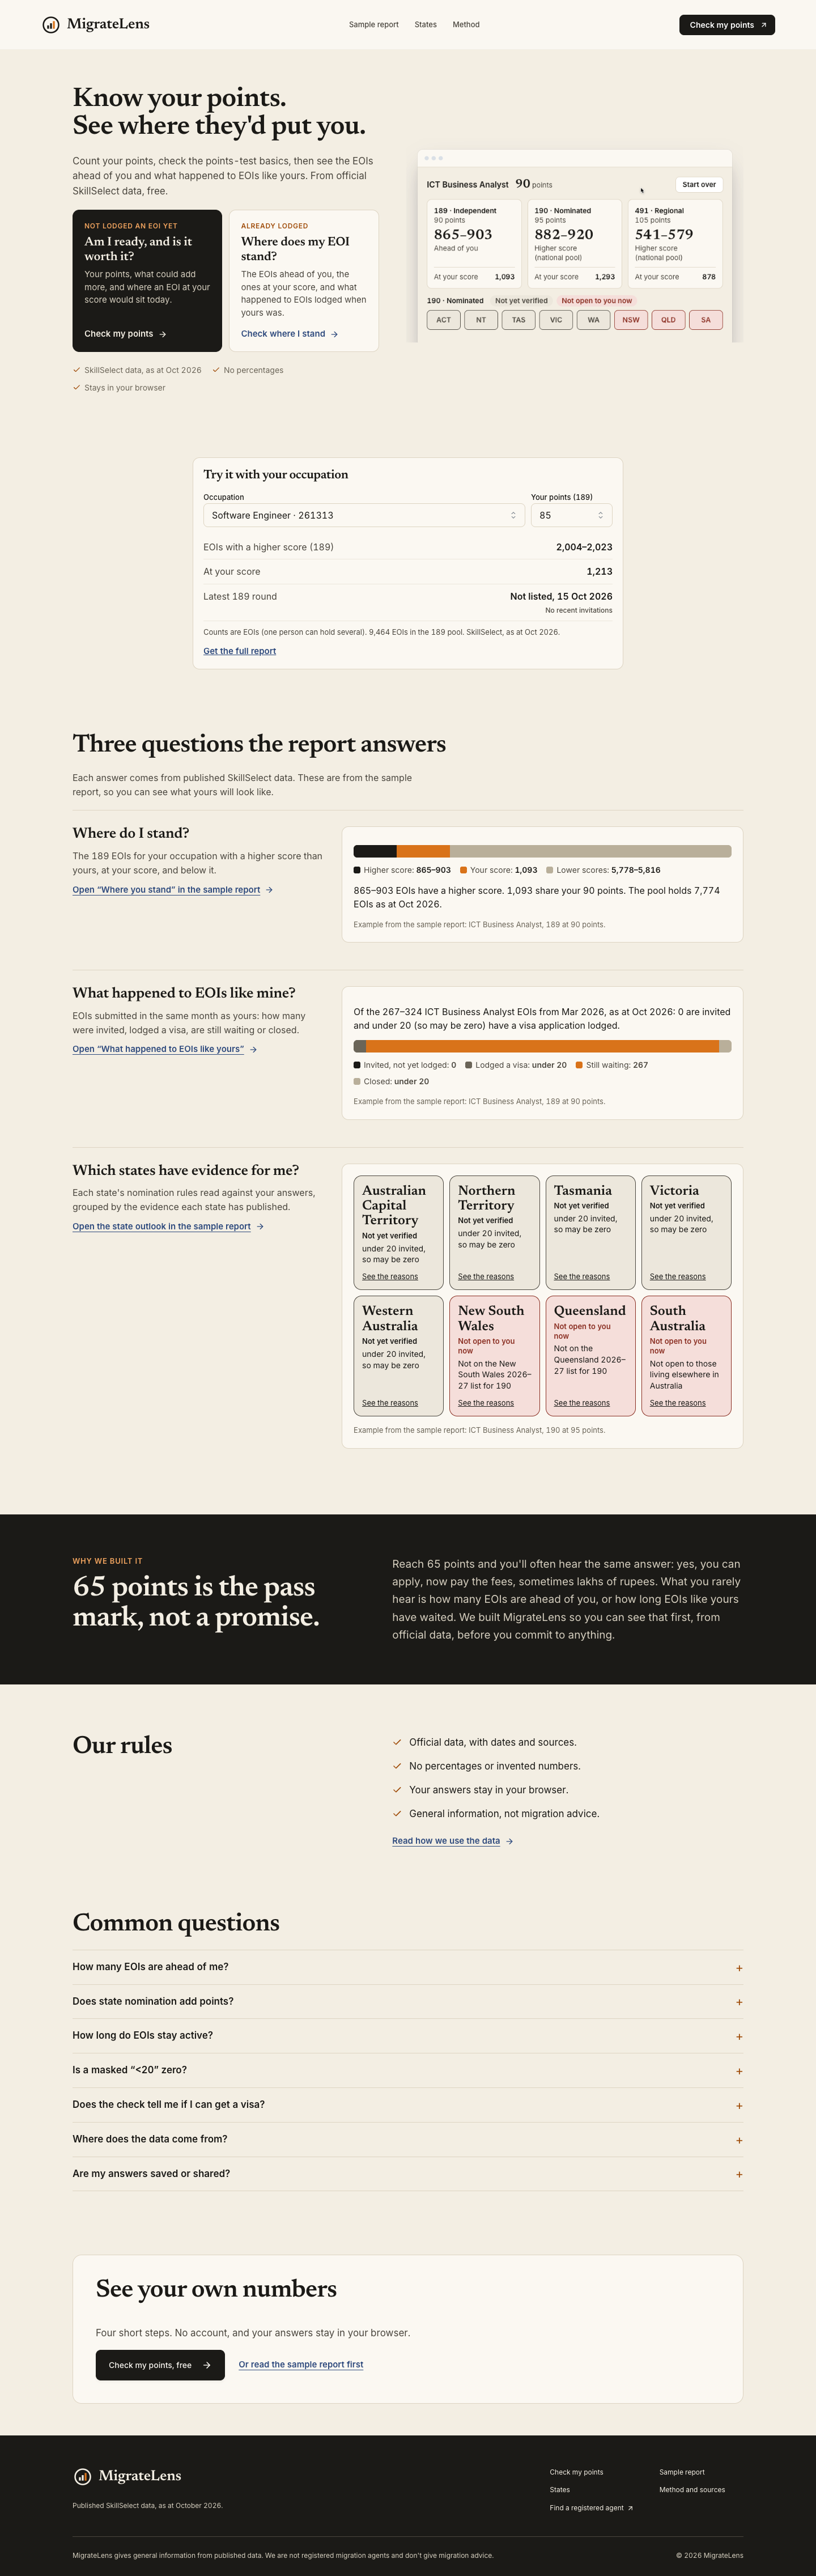 MigrateLens
Sample report
States
Method
Check my points
Know your points.
See where they'd put you.
Count your points, check the points-test basics, then see the EOIs
ahead of you and what happened to EOIs like yours. From official
SkillSelect data, free.
NOT LODGED AN EOI YET
Am I ready, and is it
worth it?
Your points, what could add
more, and where an EOI at your
score would sit today.
Check my points
ALREADY LODGED
Where does my EOI
stand?
The EOIs ahead of you, the
ones at your score, and what
happened to EOIs lodged when
yours was.
Check where I stand
SkillSelect data, as at Oct 2026
No percentages
Stays in your browser
ICT Business Analyst 90 points
Start over
189 · Independent
90 points
865–903
Ahead of you
At your score 1,093
190 · Nominated
95 points
882–920
Higher score
(national pool)
At your score 1,293
491 · Regional
105 points
541–579
Higher score
(national pool)
At your score 878
190 · Nominated
Not yet verified
Not open to you now
ACT
NT
TAS
VIC
WA
NSW
QLD
SA
Try it with your occupation
Occupation
Software Engineer · 261313
Your points (189)
85
EOIs with a higher score (189) 2,004–2,023
At your score 1,213
Latest 189 round Not listed, 15 Oct 2026
No recent invitations
Counts are EOIs (one person can hold several). 9,464 EOIs in the 189 pool. SkillSelect, as at Oct 2026.
Get the full report
Three questions the report answers
Each answer comes from published SkillSelect data. These are from the sample
report, so you can see what yours will look like.
Where do I stand?
The 189 EOIs for your occupation with a higher score than
yours, at your score, and below it.
Open “Where you stand” in the sample report
Higher score: 865–903
Your score: 1,093
Lower scores: 5,778–5,816
865–903 EOIs have a higher score. 1,093 share your 90 points. The pool holds 7,774
EOIs as at Oct 2026.
Example from the sample report: ICT Business Analyst, 189 at 90 points.
What happened to EOIs like mine?
EOIs submitted in the same month as yours: how many
were invited, lodged a visa, are still waiting or closed.
Open “What happened to EOIs like yours”
Of the 267–324 ICT Business Analyst EOIs from Mar 2026, as at Oct 2026: 0 are invited
and under 20 (so may be zero) have a visa application lodged.
Invited, not yet lodged: 0
Lodged a visa: under 20
Still waiting: 267
Closed: under 20
Example from the sample report: ICT Business Analyst, 189 at 90 points.
Which states have evidence for me?
Each state's nomination rules read against your answers,
grouped by the evidence each state has published.
Open the state outlook in the sample report
Australian
Capital
Territory
Not yet verified
under 20 invited,
so may be zero
See the reasons
Northern
Territory
Not yet verified
under 20 invited,
so may be zero
See the reasons
Tasmania
Not yet verified
under 20 invited,
so may be zero
See the reasons
Victoria
Not yet verified
under 20 invited,
so may be zero
See the reasons
Western
Australia
Not yet verified
under 20 invited,
so may be zero
See the reasons
New South
Wales
Not open to you
now
Not on the New
South Wales 2026–
27 list for 190
See the reasons
Queensland
Not open to you
now
Not on the
Queensland 2026–
27 list for 190
See the reasons
South
Australia
Not open to you
now
Not open to those
living elsewhere in
Australia
See the reasons
Example from the sample report: ICT Business Analyst, 190 at 95 points.
WHY WE BUILT IT
65 points is the pass
mark, not a promise.
Reach 65 points and you'll often hear the same answer: yes, you can
apply, now pay the fees, sometimes lakhs of rupees. What you rarely
hear is how many EOIs are ahead of you, or how long EOIs like yours
have waited. We built MigrateLens so you can see that first, from
official data, before you commit to anything.
Our rules
Official data, with dates and sources.
No percentages or invented numbers.
Your answers stay in your browser.
General information, not migration advice.
Read how we use the data
Common questions
How many EOIs are ahead of me?
Does state nomination add points?
How long do EOIs stay active?
Is a masked “<20” zero?
Does the check tell me if I can get a visa?
Where does the data come from?
Are my answers saved or shared?
See your own numbers
Four short steps. No account, and your answers stay in your browser.
Check my points, free
Or read the sample report first
MigrateLens
Published SkillSelect data, as at October 2026.
Check my points
Sample report
States
Method and sources
Find a registered agent
MigrateLens gives general information from published data. We are not registered migration agents and don't give migration advice.
© 2026 MigrateLens